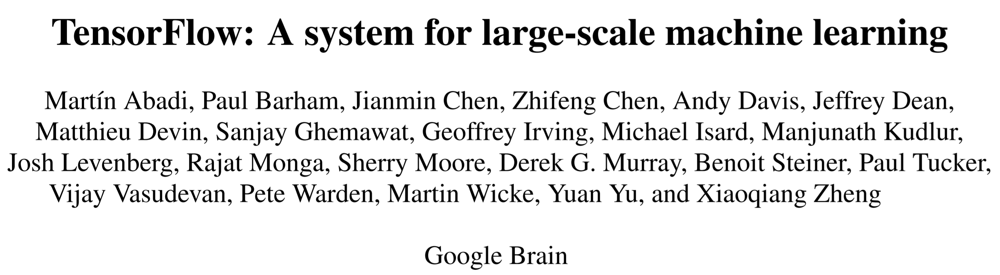 TensorFlow: A system for large-scale machine learning
Martín Abadi, Paul Barham, Jianmin Chen, Zhifeng Chen, Andy Davis, Jeffrey Dean,
Matthieu Devin, Sanjay Ghemawat, Geoffrey Irving, Michael Isard, Manjunath Kudlur,
Josh Levenberg, Rajat Monga, Sherry Moore, Derek G. Murray, Benoit Steiner, Paul Tucker,
Vijay Vasudevan, Pete Warden, Martin Wicke, Yuan Yu, and Xiaoqiang Zheng
Google Brain